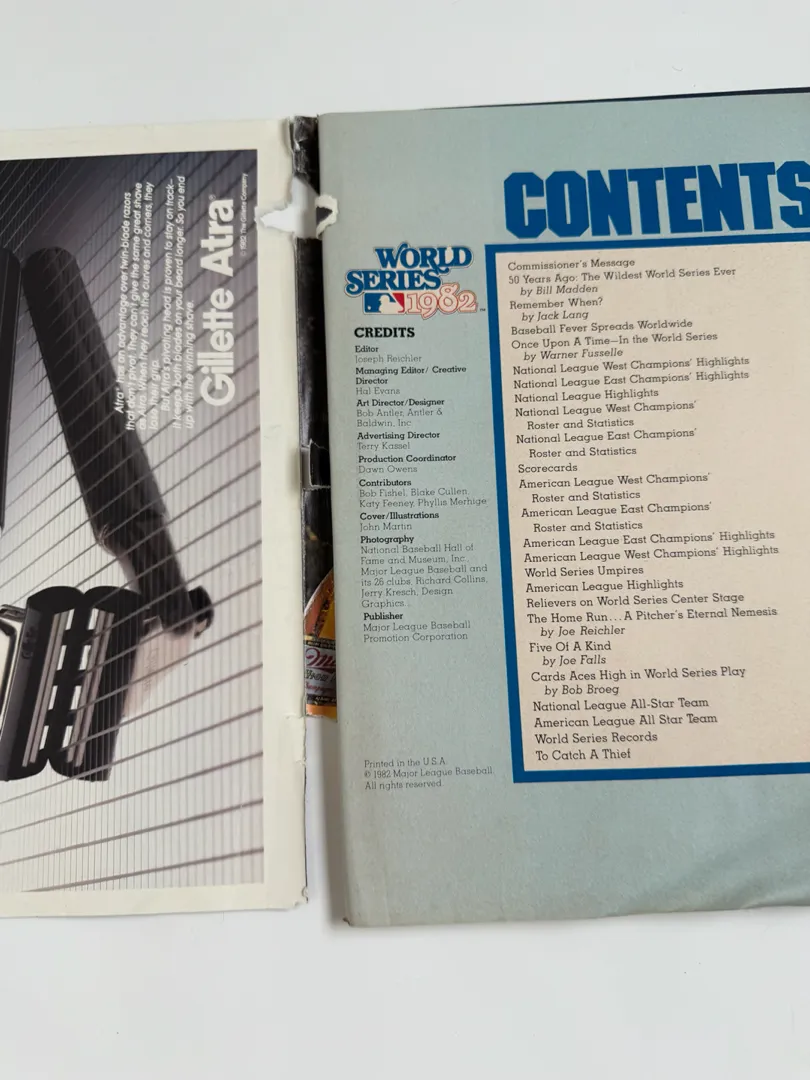 Atra® has an advantage over twin-blade razors
that don't pivot. They can't give the same great shave
as Atra. When they reach the curves and corners, they
lose their grip.
But Atra's pivoting head is proven to stay on track—
it keeps both blades on your beard longer. So you end
up with the winning shave.
Gillette Atra®
© 1982 The Gillette Company
CONTENTS
WORLD
SERIES
1982™
CREDITS
Editor
Joseph Reichler
Managing Editor/ Creative
Director
Hal Evans
Art Director/Designer
Bob Antler, Antler &
Baldwin, Inc.
Advertising Director
Terry Kassel
Production Coordinator
Dawn Owens
Contributors
Bob Fishel, Blake Cullen,
Katy Feeney, Phyllis Merhige
Cover/Illustrations
John Martin
Photography
National Baseball Hall of
Fame and Museum, Inc.,
Major League Baseball and
its 26 clubs, Richard Collins,
Jerry Kresch, Design
Graphics
Publisher
Major League Baseball
Promotion Corporation
Printed in the U.S.A.
© 1982 Major League Baseball
All rights reserved.
Commissioner's Message
50 Years Ago: The Wildest World Series Ever
by Bill Madden
Remember When?
by Jack Lang
Baseball Fever Spreads Worldwide
Once Upon A Time—In the World Series
by Warner Fusselle
National League West Champions' Highlights
National League East Champions' Highlights
National League Highlights
National League West Champions'
Roster and Statistics
National League East Champions'
Roster and Statistics
Scorecards
American League West Champions'
Roster and Statistics
American League East Champions'
Roster and Statistics
American League East Champions' Highlights
American League West Champions' Highlights
World Series Umpires
American League Highlights
Relievers on World Series Center Stage
The Home Run... A Pitcher's Eternal Nemesis
by Joe Reichler
Five Of A Kind
by Joe Falls
Cards Aces High in World Series Play
by Bob Broeg
National League All-Star Team
American League All Star Team
World Series Records
To Catch A Thief